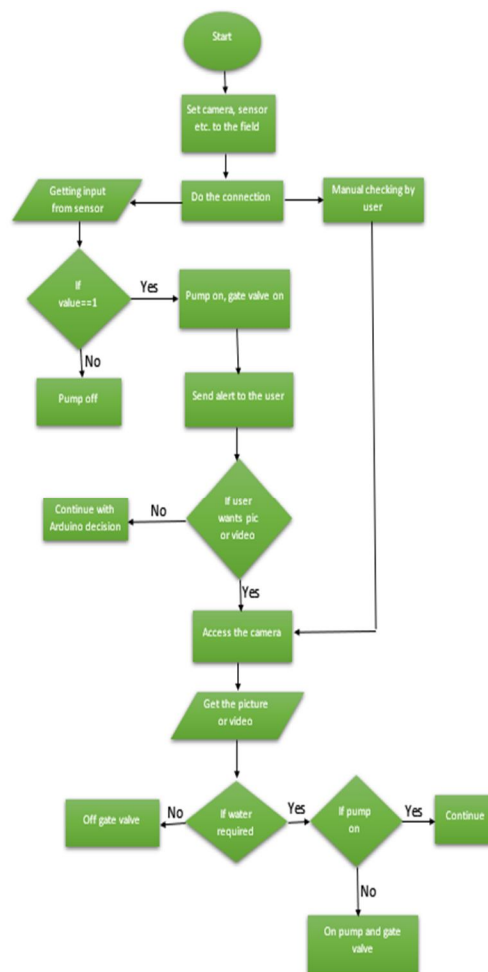 Start
Set camera, sensor
etc. to the field
Getting input
from sensor
Do the connection
Manual checking by
user
If
value==1
Yes
Pump on, gate valve on
No
Pump off
Send alert to the user
If user
wants pic
or video
No
Continue with
Arduino decision
Yes
Access the camera
Get the picture
or video
Off gate valve
No
If water
required
Yes
If pump
on
Yes
Continue
No
On pump and gate
valve